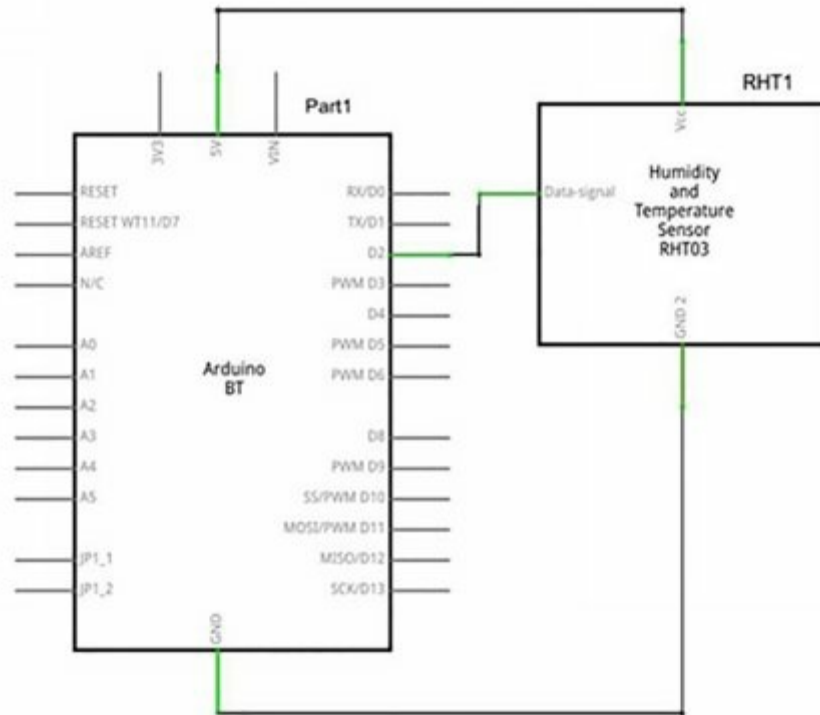 Part1
RHT1
3V3
5V
VIN
RESET
RESET WT11/D7
AREF
N/C
A0
A1
A2
A3
A4
A5
JP1_1
JP1_2
Arduino
BT
RX/D0
TX/D1
D2
PWM D3
D4
PWM D5
PWM D6
D8
PWM D9
SS/PWM D10
MOSI/PWM D11
MISO/D12
SCK/D13
GND
Vcc
Data-signal
Humidity
and
Temperature
Sensor
RHT03
GND 2